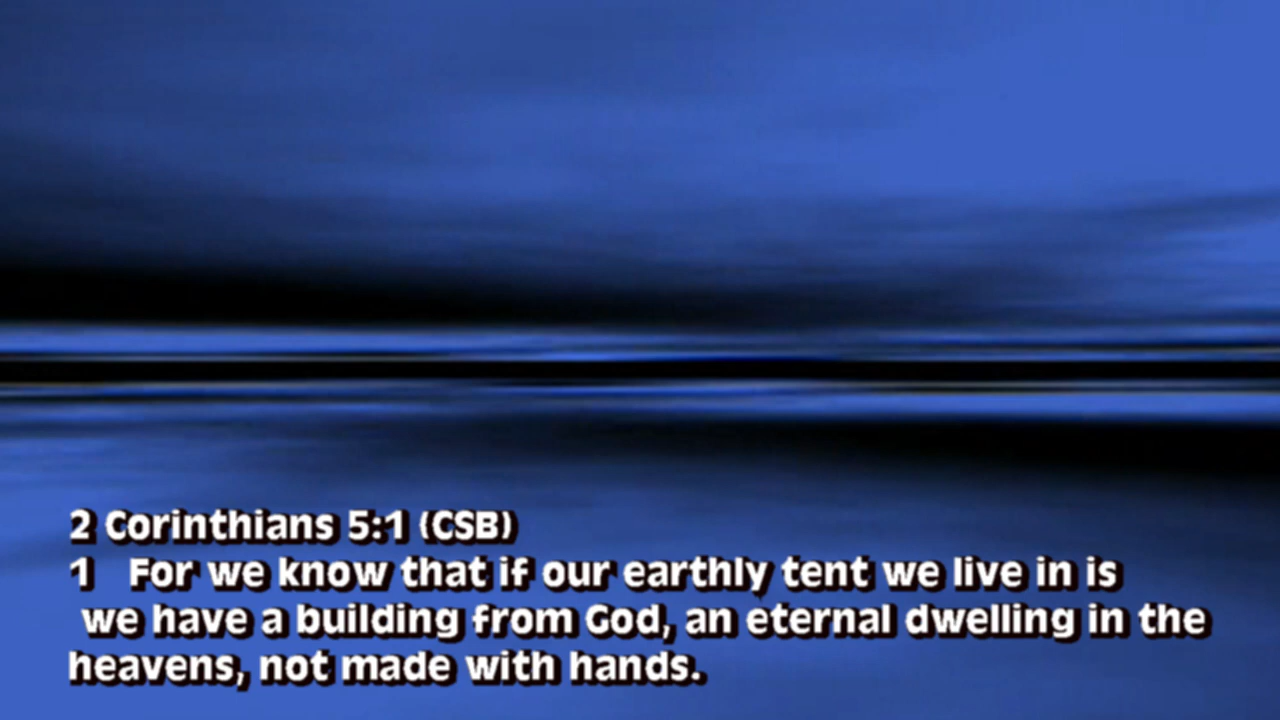 2 Corinthians 5:1 (CSB)
1 For we know that if our earthly tent we live in is
we have a building from God, an eternal dwelling in the
heavens, not made with hands.